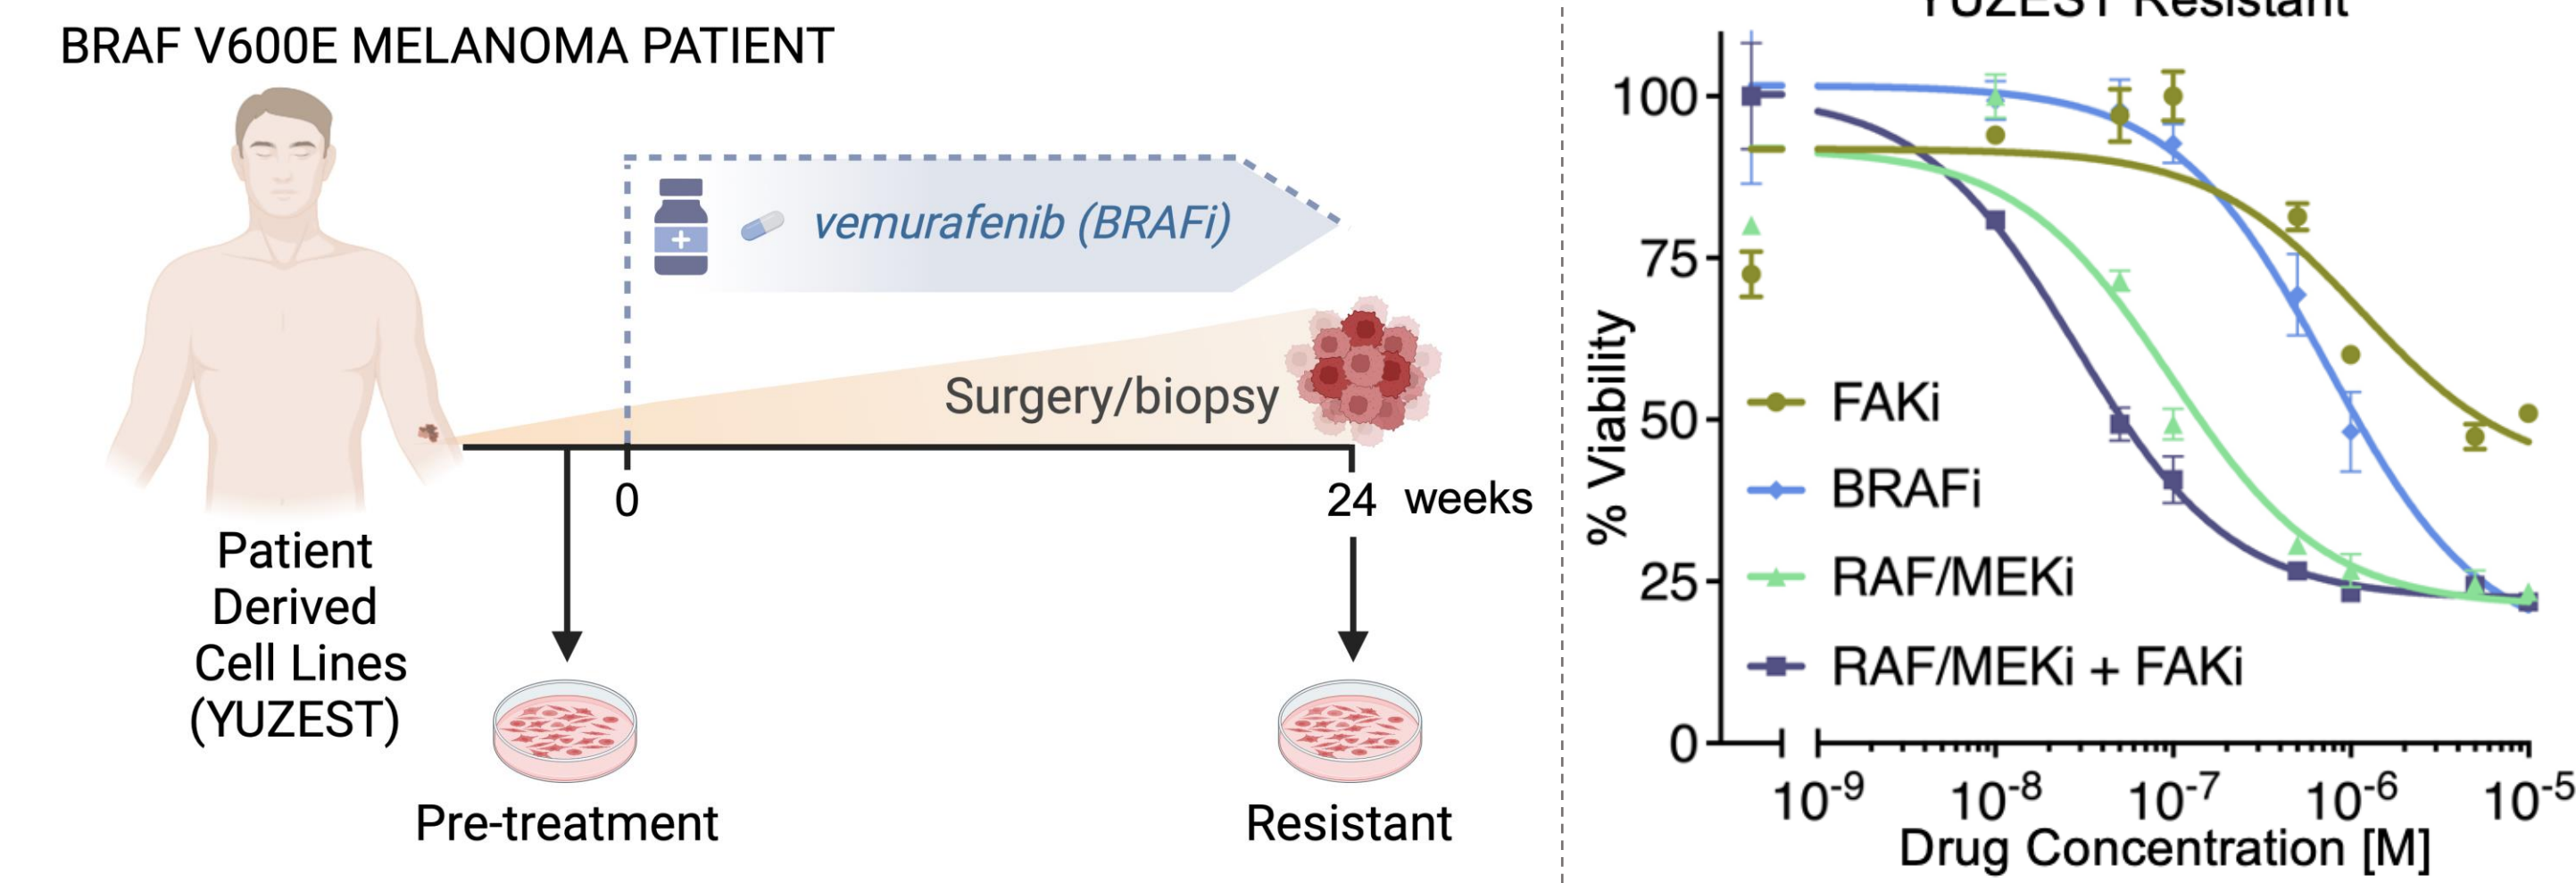 BRAF V600E MELANOMA PATIENT
vemurafenib (BRAFi)
Surgery/biopsy
0
24 weeks
Patient
Derived
Cell Lines
(YUZEST)
Pre-treatment
Resistant
YUZEST Resistant
% Viability
100
75
50
25
0
FAKi
BRAFi
RAF/MEKi
RAF/MEKi + FAKi
10⁻⁹ 10⁻⁸ 10⁻⁷ 10⁻⁶ 10⁻⁵
Drug Concentration [M]